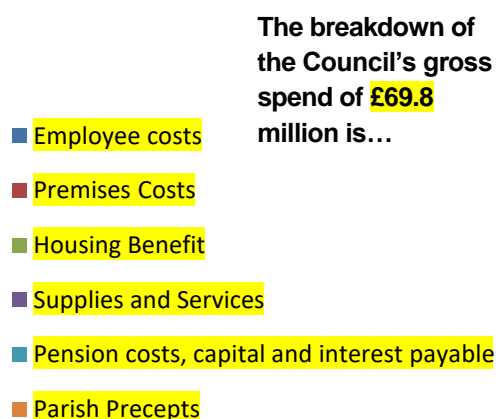 The breakdown of
the Council’s gross
spend of £69.8
million is…
Employee costs
Premises Costs
Housing Benefit
Supplies and Services
Pension costs, capital and interest payable
Parish Precepts